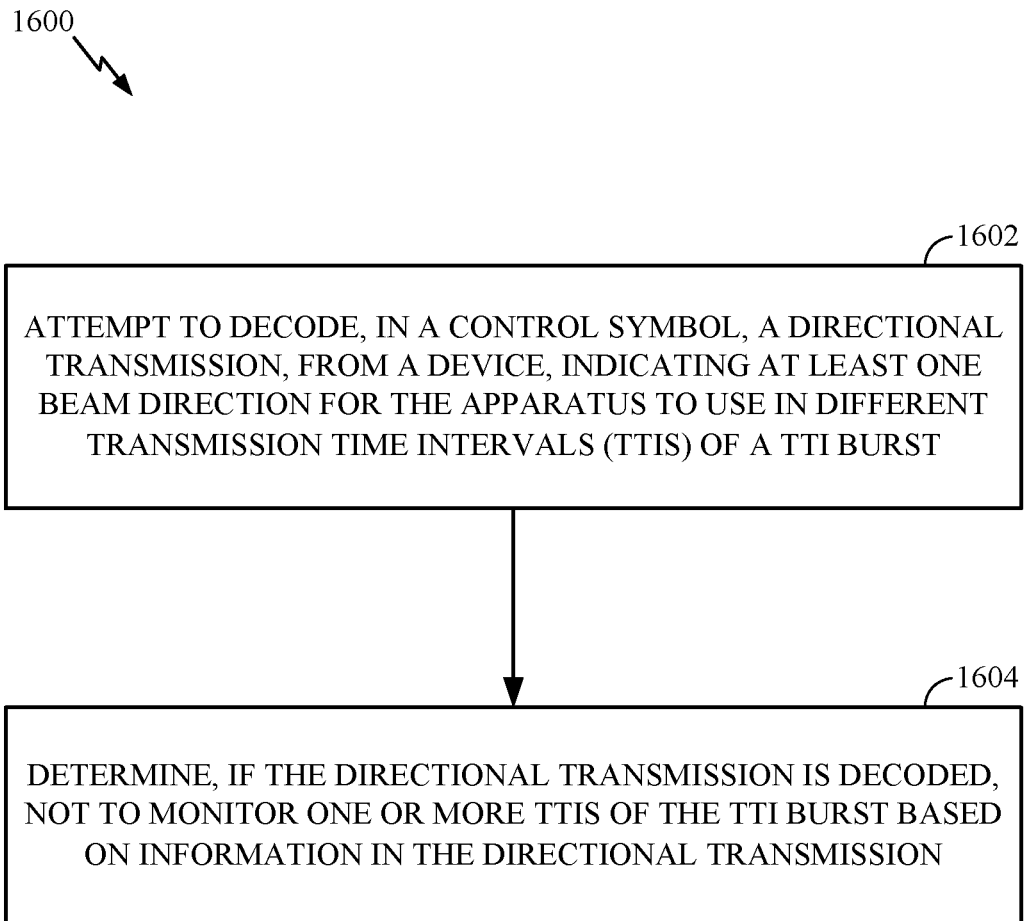 1600
1602
ATTEMPT TO DECODE, IN A CONTROL SYMBOL, A DIRECTIONAL
TRANSMISSION, FROM A DEVICE, INDICATING AT LEAST ONE
BEAM DIRECTION FOR THE APPARATUS TO USE IN DIFFERENT
TRANSMISSION TIME INTERVALS (TTIS) OF A TTI BURST
1604
DETERMINE, IF THE DIRECTIONAL TRANSMISSION IS DECODED,
NOT TO MONITOR ONE OR MORE TTIS OF THE TTI BURST BASED
ON INFORMATION IN THE DIRECTIONAL TRANSMISSION